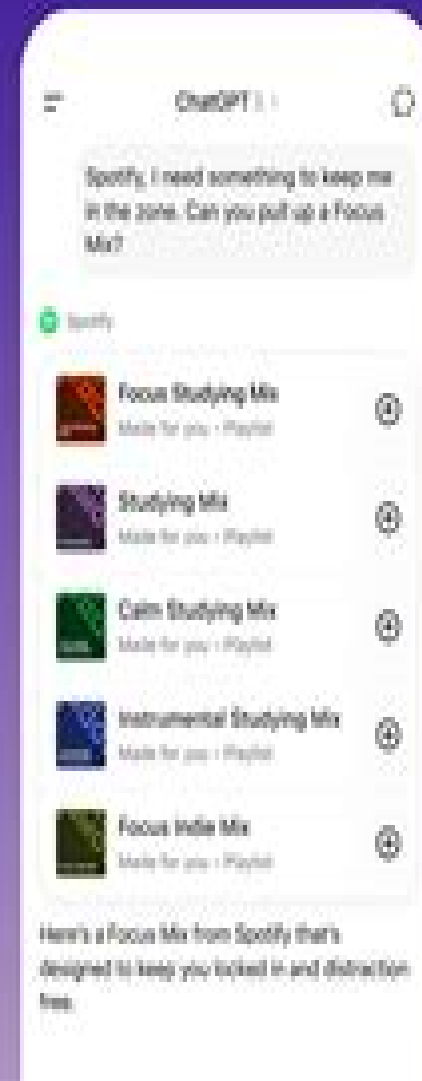 ChatGPT
Spotify, I need something to keep me
in the zone. Can you pull up a Focus
Mix?
Spotify
Focus Studying Mix
Made for you • Playlist
Studying Mix
Made for you • Playlist
Calm Studying Mix
Made for you • Playlist
Instrumental Studying Mix
Made for you • Playlist
Focus Indie Mix
Made for you • Playlist
Here's a Focus Mix from Spotify that's
designed to keep you locked in and distraction
free.